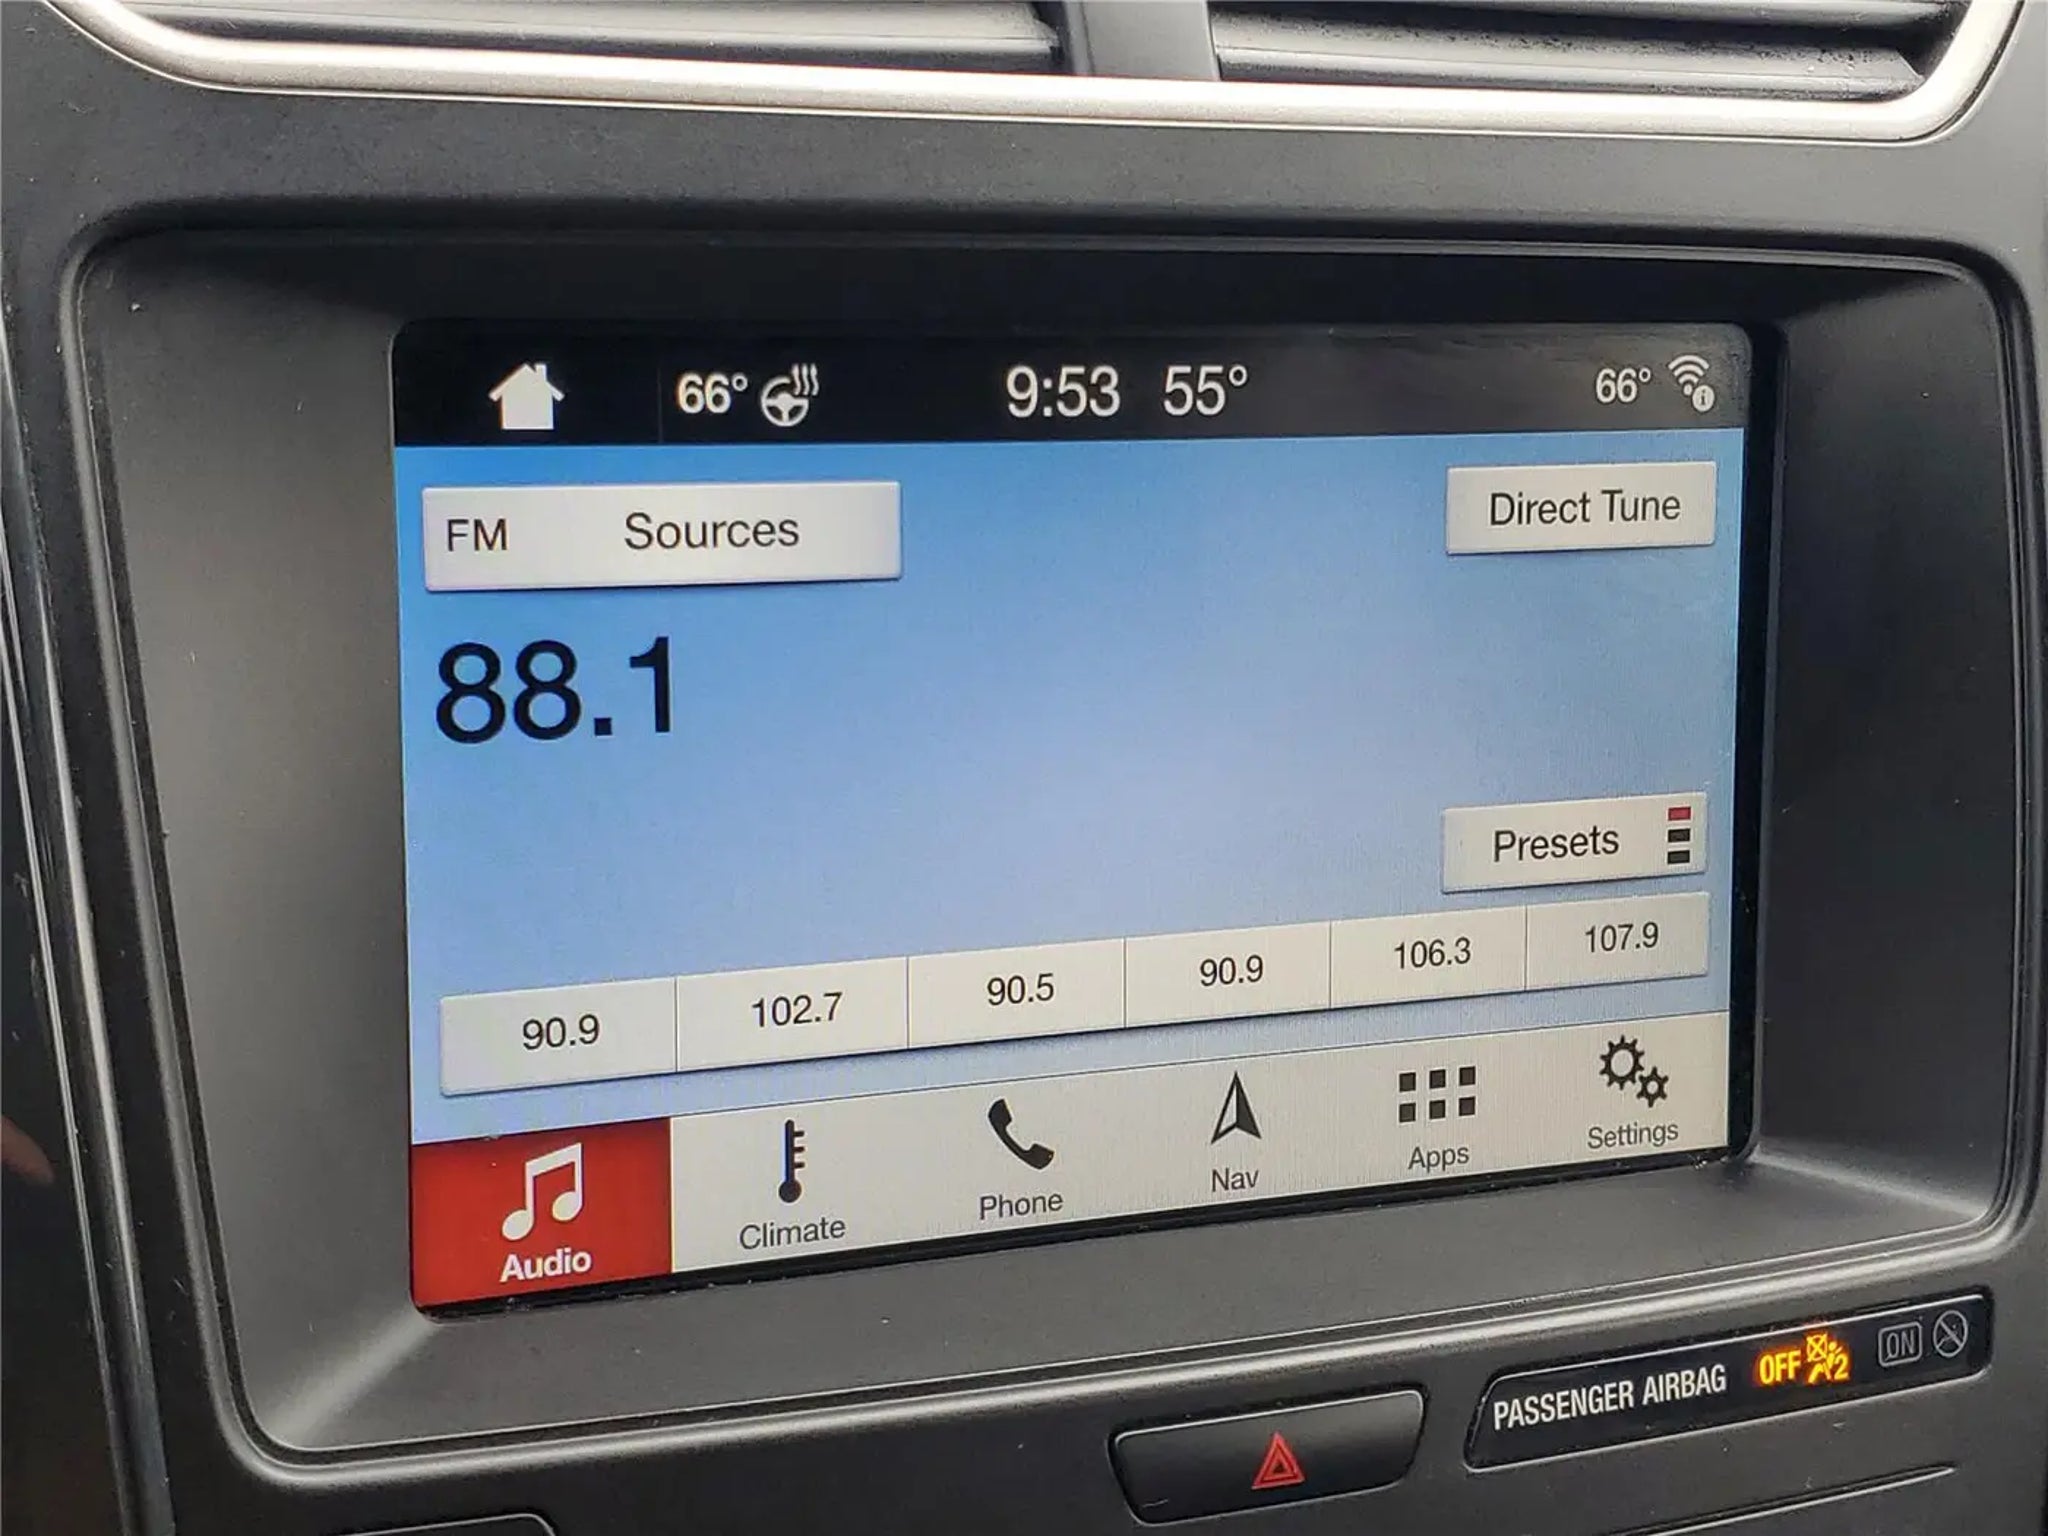 66° 9:53 55° 66°
FM Sources Direct Tune
88.1
Presets
90.9 102.7 90.5 90.9 106.3 107.9
Audio Climate Phone Nav Apps Settings
PASSENGER AIRBAG OFF 2 ON